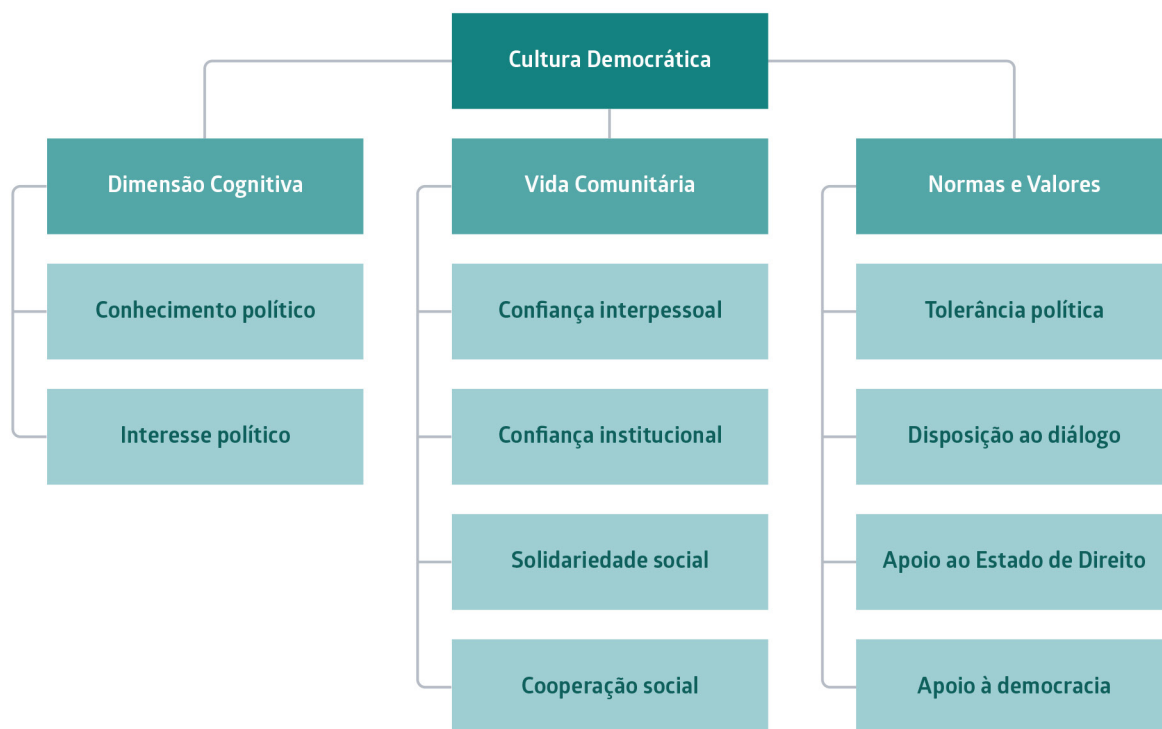 Cultura Democrática
Dimensão Cognitiva
Conhecimento político
Interesse político
Vida Comunitária
Confiança interpessoal
Confiança institucional
Solidariedade social
Cooperação social
Normas e Valores
Tolerância política
Disposição ao diálogo
Apoio ao Estado de Direito
Apoio à democracia